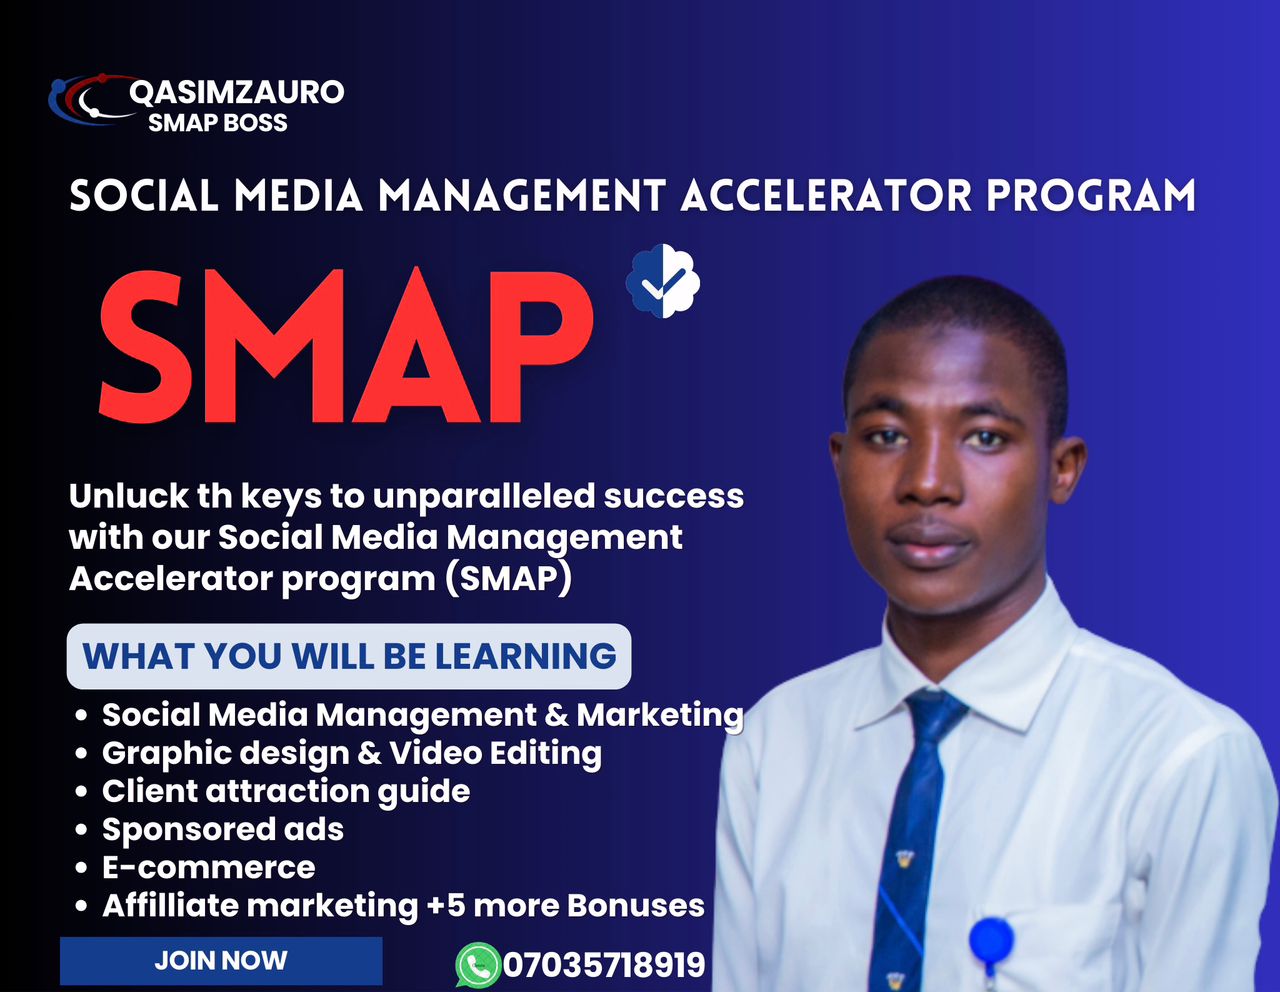 QASIMZAURO
SMAP BOSS
SOCIAL MEDIA MANAGEMENT ACCELERATOR PROGRAM
SMAP
Unluck th keys to unparalleled success
with our Social Media Management
Accelerator program (SMAP)
WHAT YOU WILL BE LEARNING
• Social Media Management & Marketing
• Graphic design & Video Editing
• Client attraction guide
• Sponsored ads
• E-commerce
• Affilliate marketing +5 more Bonuses
JOIN NOW
07035718919